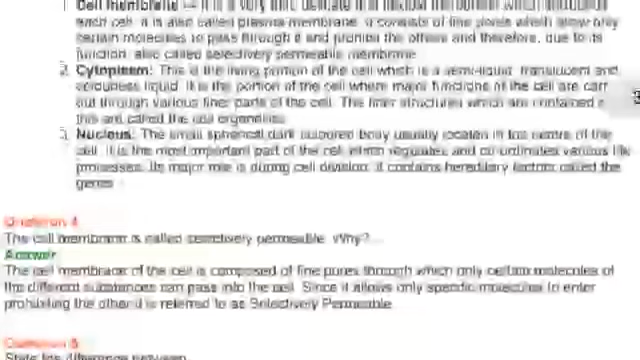 1. Cell membrane — It is a very thin, delicate and flexible membrane which
each cell. It is also called plasma membrane. It consists of fine pores which allow only
certain molecules to pass through it and prohibit the others and therefore, due to its
function, also called selectively permeable membrane.
2. Cytoplasm: This is the living portion of the cell which is a semi-liquid, translucent and
colourless liquid. It is the portion of the cell where major functions of the cell are carr
out through various finer parts of the cell. The finer structures which are contained
this are called the cell organelles.
3. Nucleus: The small spherical dark coloured body usually located in the centre of the
cell. It is the most important part of the cell which regulates and co-ordinates various life
processes. Its major role is during cell division. It contains hereditary factors called the
genes.
Question 4
The cell membrane is called selectively permeable. Why?
Answer
The cell membrane of the cell is composed of fine pores through which only certain molecules of
the different substances can pass into the cell. Since it allows only specific molecules to enter
prohibiting the other it is referred to as Selectively Permeable.
Question 5
State the difference between